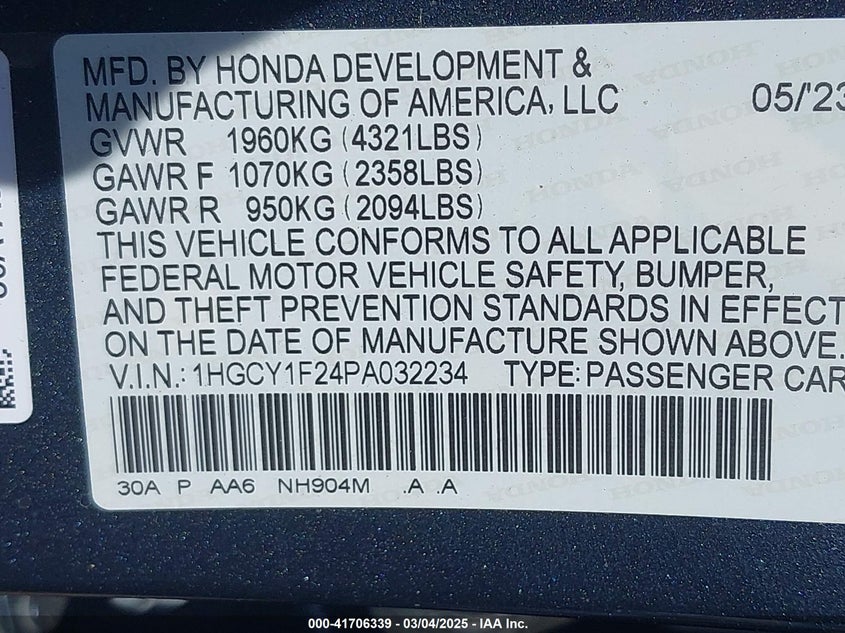 MFD. BY HONDA DEVELOPMENT &
MANUFACTURING OF AMERICA, LLC 05/'23
GVWR 1960KG (4321LBS)
GAWR F 1070KG (2358LBS)
GAWR R 950KG (2094LBS)
THIS VEHICLE CONFORMS TO ALL APPLICABLE
FEDERAL MOTOR VEHICLE SAFETY, BUMPER,
AND THEFT PREVENTION STANDARDS IN EFFECT
ON THE DATE OF MANUFACTURE SHOWN ABOVE.
V.I.N.: 1HGCY1F24PA032234 TYPE: PASSENGER CAR
30A P AA6 NH904M .A .A
000-41706339 - 03/04/2025 - IAA Inc.